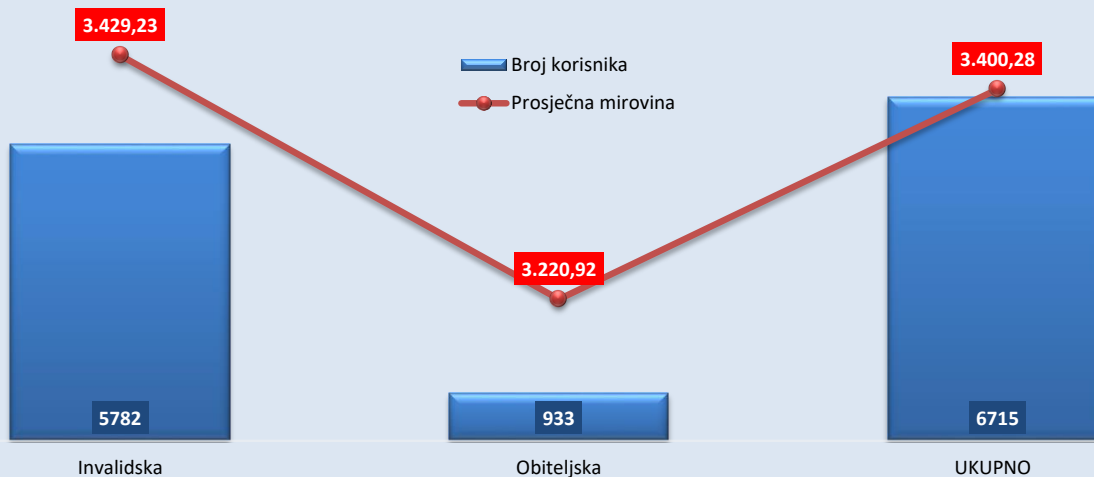 3.429,23
Broj korisnika
Prosječna mirovina
3.400,28
3.220,92
5782
933
6715
Invalidska
Obiteljska
UKUPNO